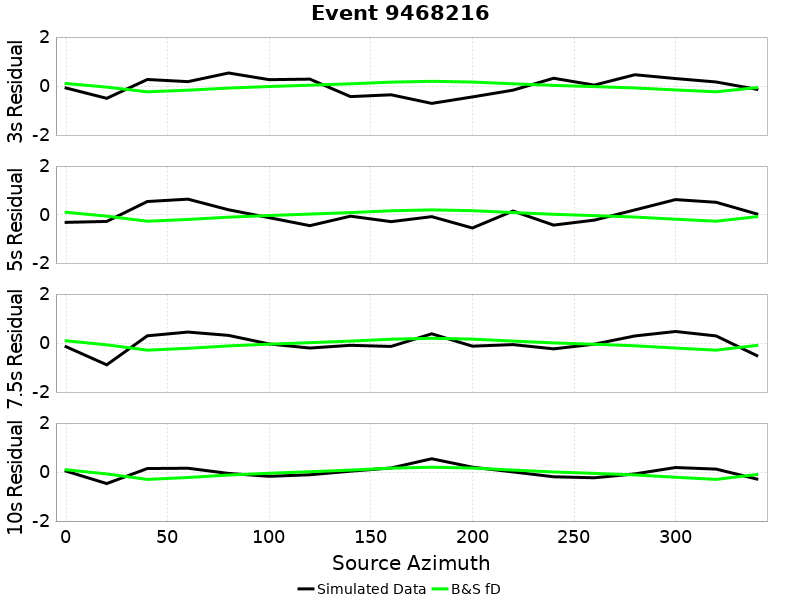 Event 9468216
3s Residual
2
0
-2
5s Residual
2
0
-2
7.5s Residual
2
0
-2
10s Residual
2
0
-2
0 50 100 150 200 250 300
Source Azimuth
Simulated Data B&S fD